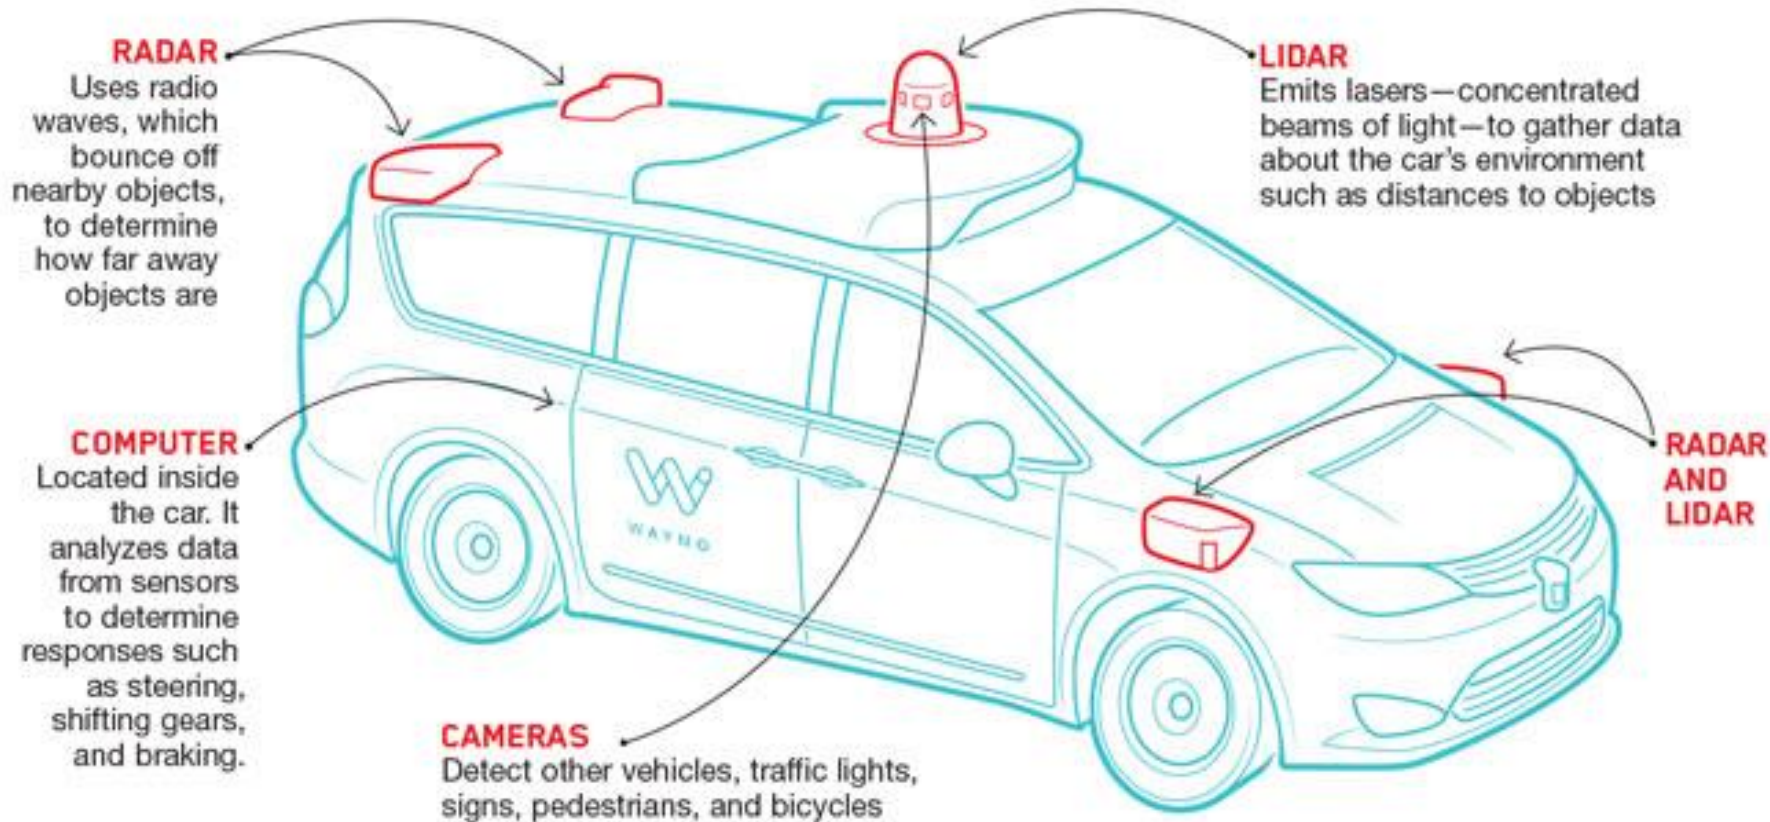 RADAR
Uses radio
waves, which
bounce off
nearby objects,
to determine
how far away
objects are
LIDAR
Emits lasers—concentrated
beams of light—to gather data
about the car's environment
such as distances to objects
COMPUTER
Located inside
the car. It
analyzes data
from sensors
to determine
responses such
as steering,
shifting gears,
and braking.
WAYMO
RADAR
AND
LIDAR
CAMERAS
Detect other vehicles, traffic lights,
signs, pedestrians, and bicycles